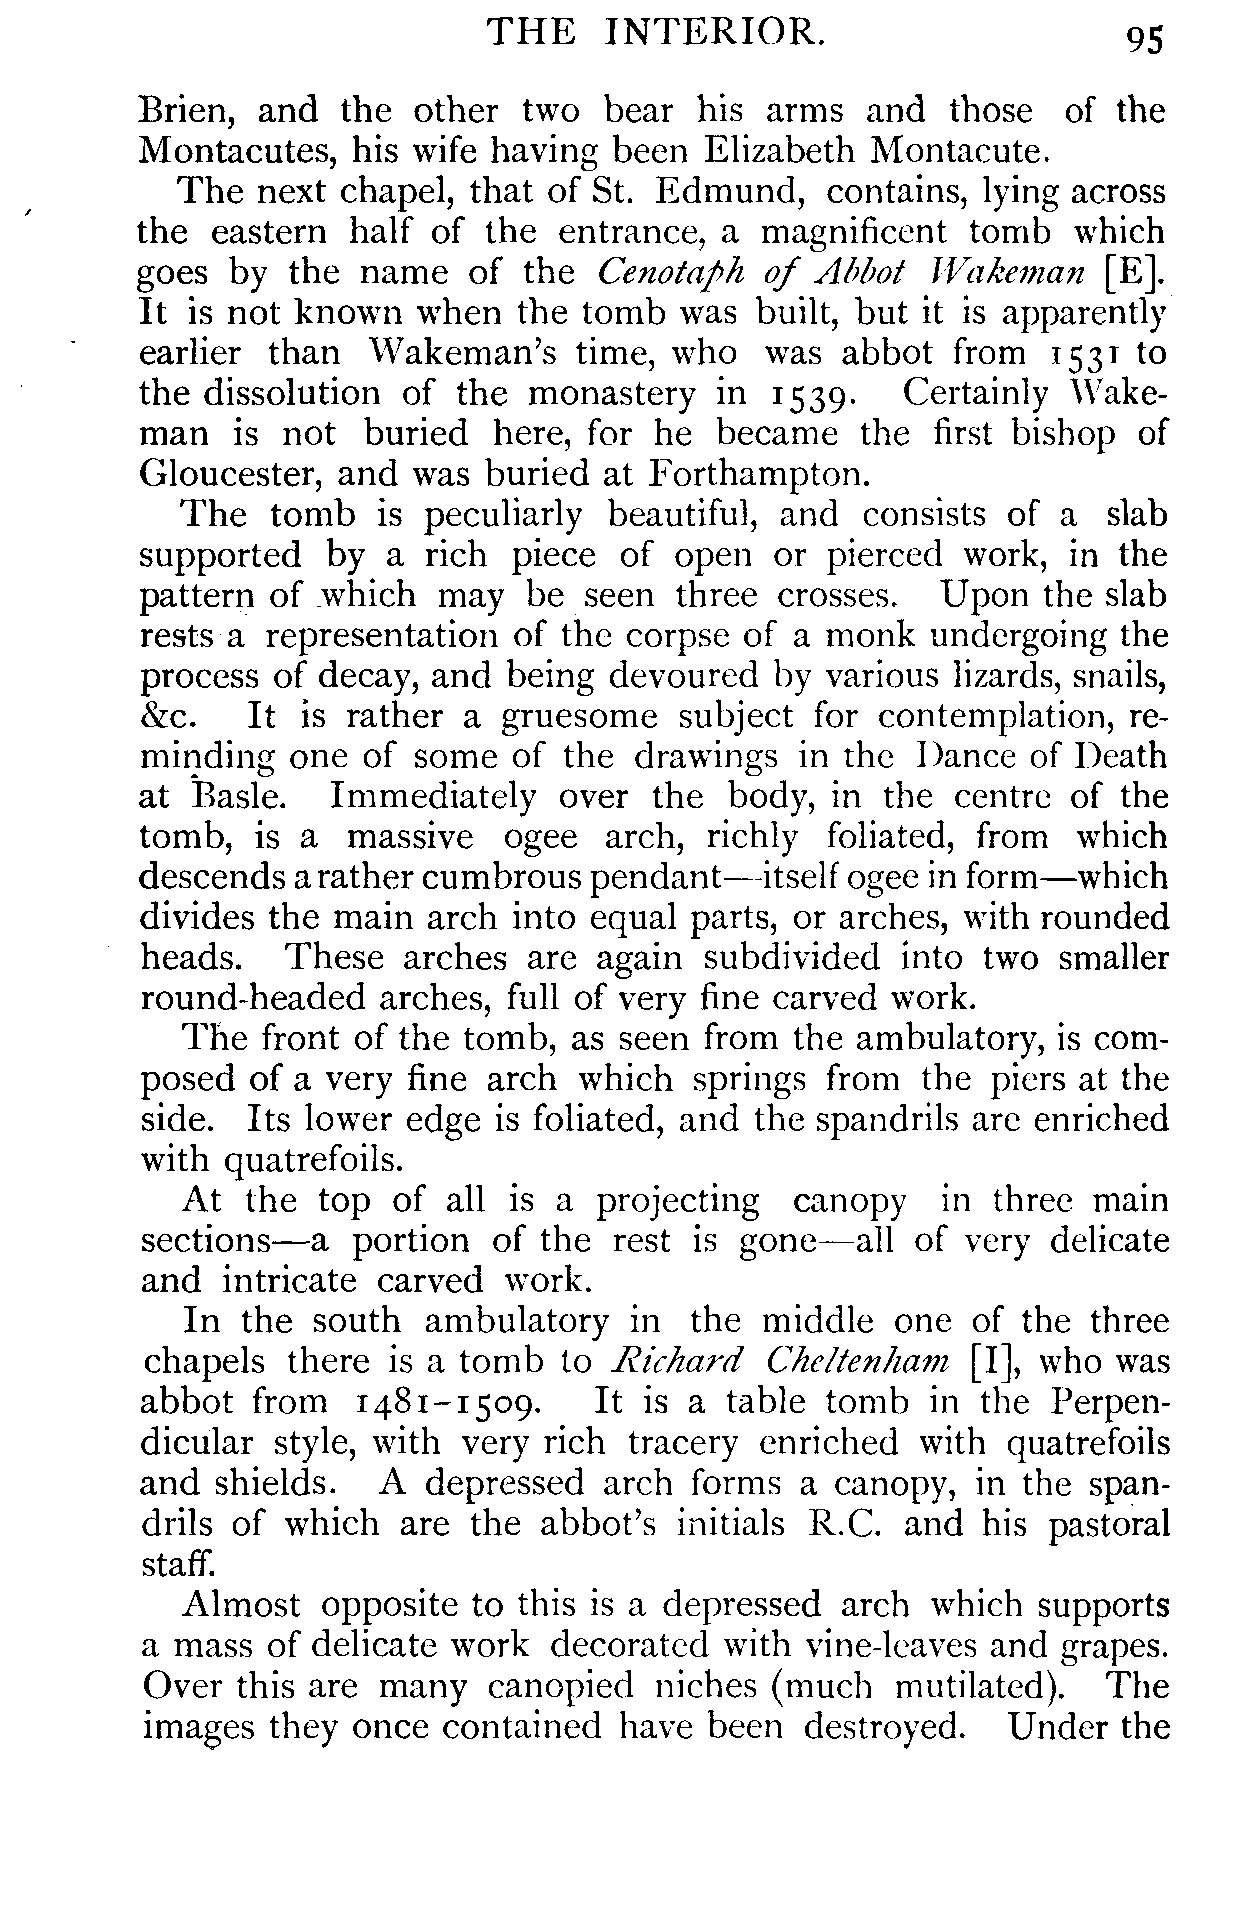 THE INTERIOR. 95
Brien, and the other two bear his arms and those of the
Montacutes, his wife having been Elizabeth Montacute.
The next chapel, that of St. Edmund, contains, lying across
the eastern half of the entrance, a magnificent tomb which
goes by the name of the Cenotaph of Abbot Wakeman [E].
It is not known when the tomb was built, but it is apparently
earlier than Wakeman's time, who was abbot from 1531 to
the dissolution of the monastery in 1539. Certainly Wake-
man is not buried here, for he became the first bishop of
Gloucester, and was buried at Forthampton.
The tomb is peculiarly beautiful, and consists of a slab
supported by a rich piece of open or pierced work, in the
pattern of which may be seen three crosses. Upon the slab
rests a representation of the corpse of a monk undergoing the
process of decay, and being devoured by various lizards, snails,
&c. It is rather a gruesome subject for contemplation, re-
minding one of some of the drawings in the Dance of Death
at Basle. Immediately over the body, in the centre of the
tomb, is a massive ogee arch, richly foliated, from which
descends a rather cumbrous pendant—itself ogee in form—which
divides the main arch into equal parts, or arches, with rounded
heads. These arches are again subdivided into two smaller
round-headed arches, full of very fine carved work.
The front of the tomb, as seen from the ambulatory, is com-
posed of a very fine arch which springs from the piers at the
side. Its lower edge is foliated, and the spandrils are enriched
with quatrefoils.
At the top of all is a projecting canopy in three main
sections—a portion of the rest is gone—all of very delicate
and intricate carved work.
In the south ambulatory in the middle one of the three
chapels there is a tomb to Richard Cheltenham [I], who was
abbot from 1481-1509. It is a table tomb in the Perpen-
dicular style, with very rich tracery enriched with quatrefoils
and shields. A depressed arch forms a canopy, in the span-
drils of which are the abbot's initials R.C. and his pastoral
staff.
Almost opposite to this is a depressed arch which supports
a mass of delicate work decorated with vine-leaves and grapes.
Over this are many canopied niches (much mutilated). The
images they once contained have been destroyed. Under the